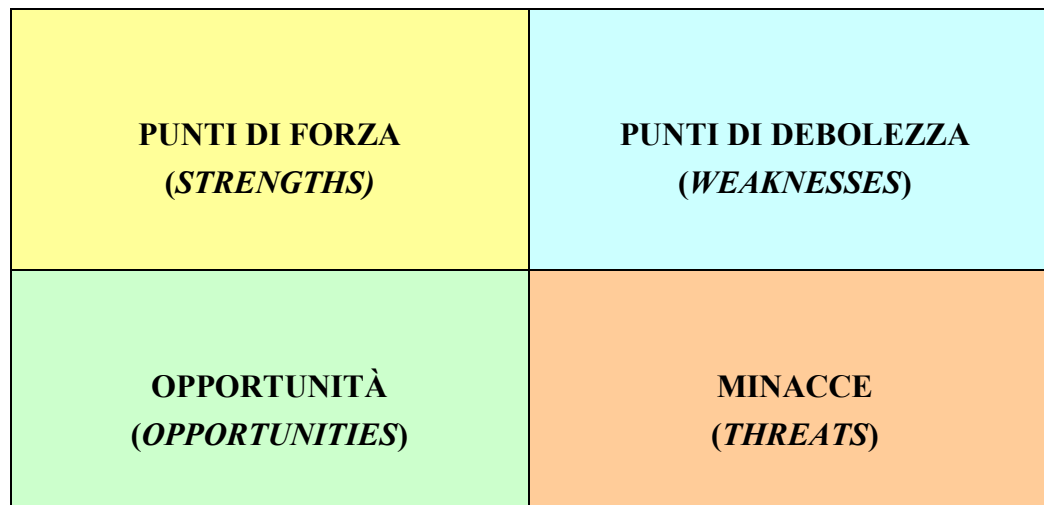 PUNTI DI FORZA
(STRENGTHS)
PUNTI DI DEBOLEZZA
(WEAKNESSES)
OPPORTUNITÀ
(OPPORTUNITIES)
MINACCE
(THREATS)